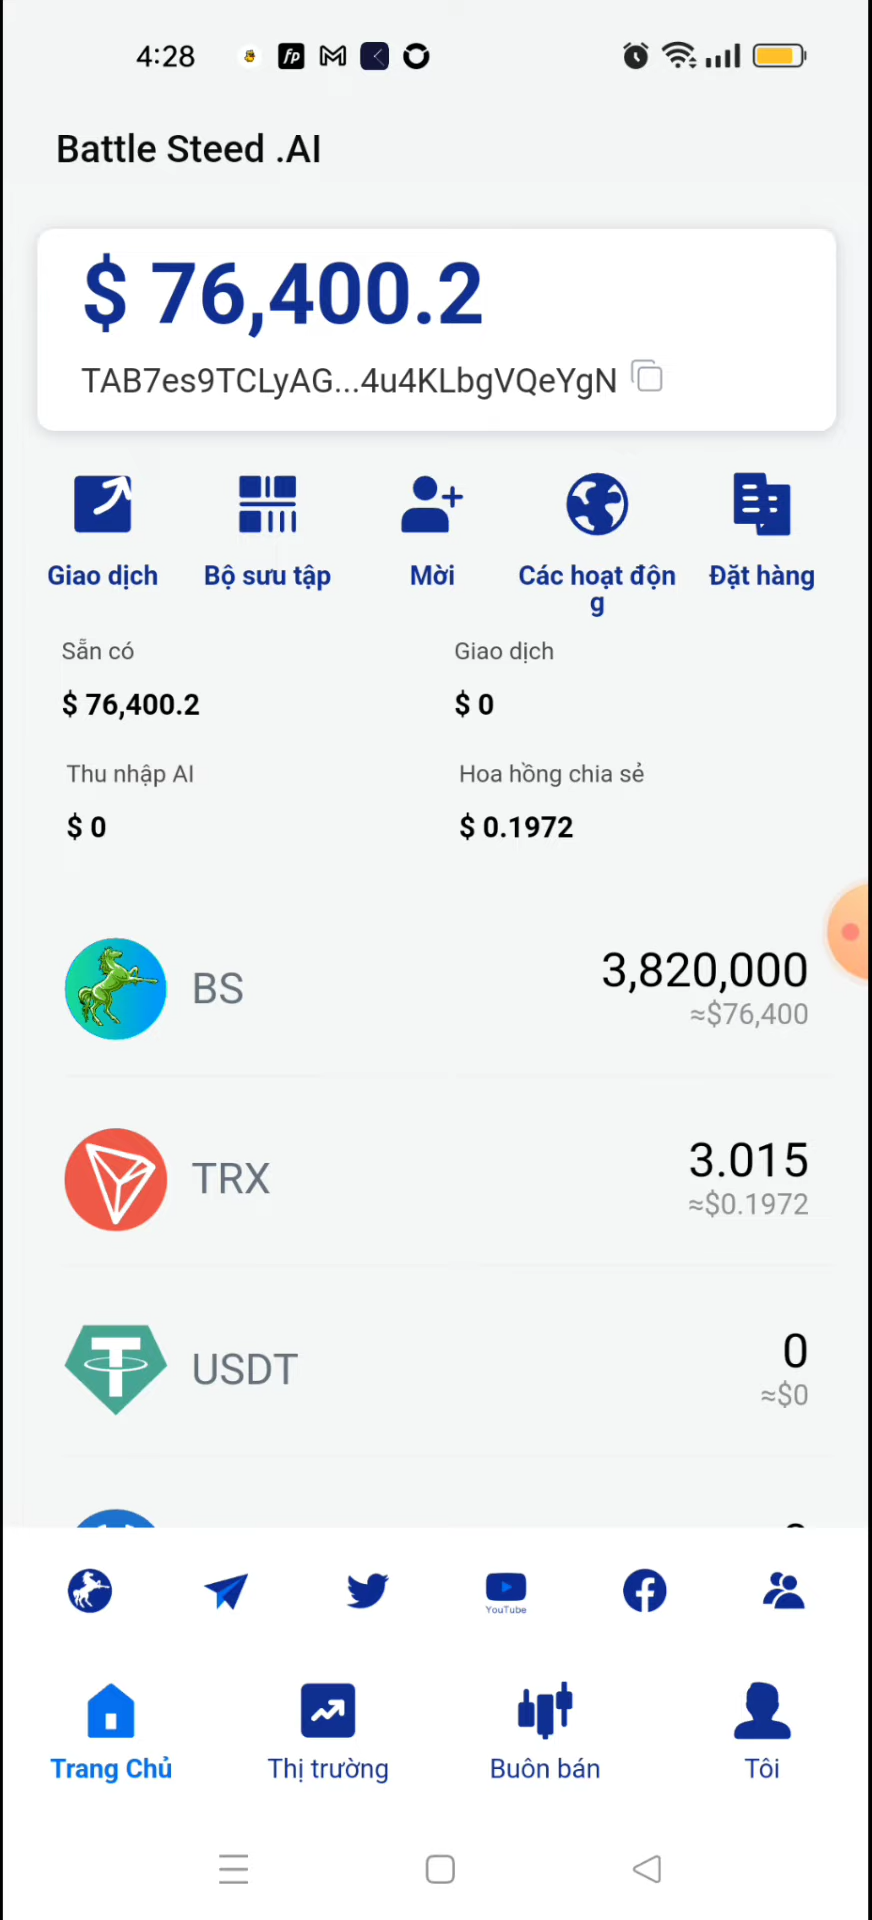 4:28
Battle Steed .AI
$ 76,400.2
TAB7es9TCLyAG...4u4KLbgVQeYgN
Giao dịch
Bộ sưu tập
Mời
Các hoạt độn
g
Đặt hàng
Sẵn có
Giao dịch
$ 76,400.2
$ 0
Thu nhập AI
Hoa hồng chia sẻ
$ 0
$ 0.1972
BS
3,820,000
≈$76,400
TRX
3.015
≈$0.1972
USDT
0
≈$0
YouTube
Trang Chủ
Thị trường
Buôn bán
Tôi